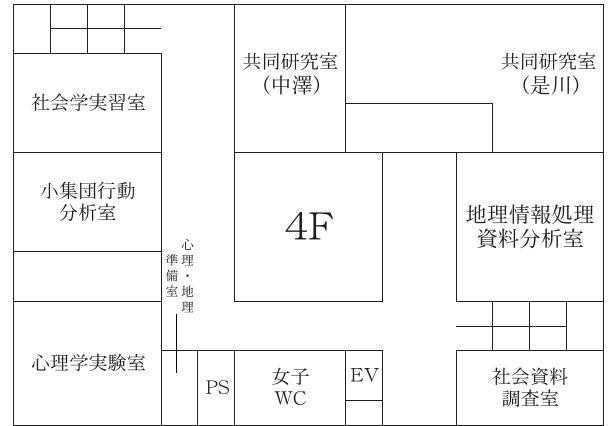 共同研究室
（中澤）
共同研究室
（是川）
社会学実習室
小集団行動
分析室
4F
地理情報処理
資料分析室
心理・地理
準備室
心理学実験室
PS
女子
WC
EV
社会資料
調査室